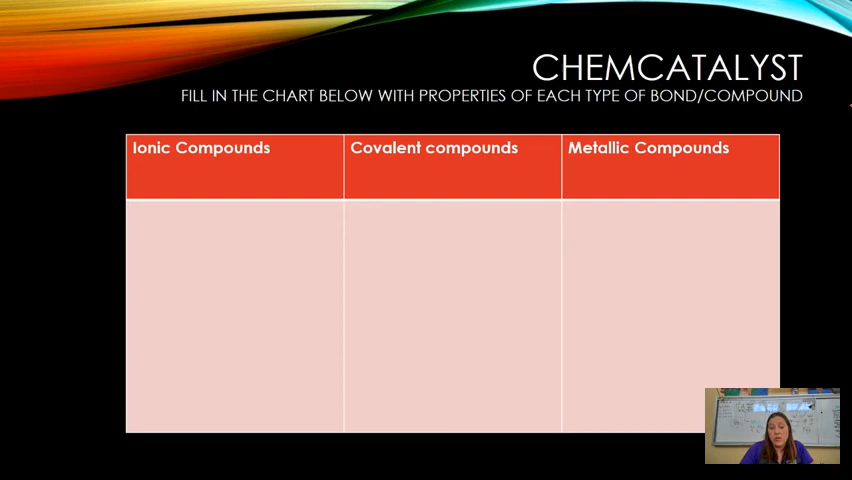 CHEMCATALYST
FILL IN THE CHART BELOW WITH PROPERTIES OF EACH TYPE OF BOND/COMPOUND
Ionic Compounds
Covalent compounds
Metallic Compounds